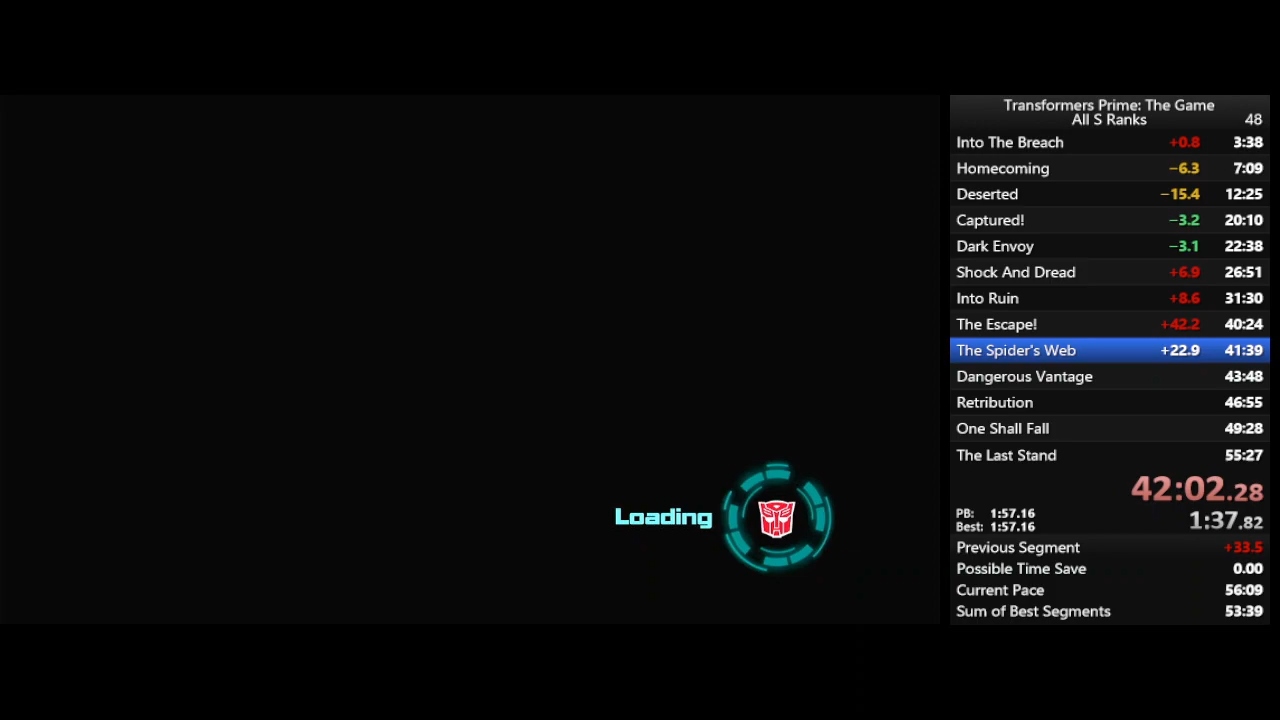 Transformers Prime: The Game
All S Ranks 48
Into The Breach +0.8 3:38
Homecoming −6.3 7:09
Deserted −15.4 12:25
Captured! −3.2 20:10
Dark Envoy −3.1 22:38
Shock And Dread +6.9 26:51
Into Ruin +8.6 31:30
The Escape! +42.2 40:24
The Spider's Web +22.9 41:39
Dangerous Vantage 43:48
Retribution 46:55
One Shall Fall 49:28
The Last Stand 55:27
42:02.28
PB: 1:57.16
Best: 1:57.16
1:37.82
Previous Segment +33.5
Possible Time Save 0.00
Current Pace 56:09
Sum of Best Segments 53:39
Loading